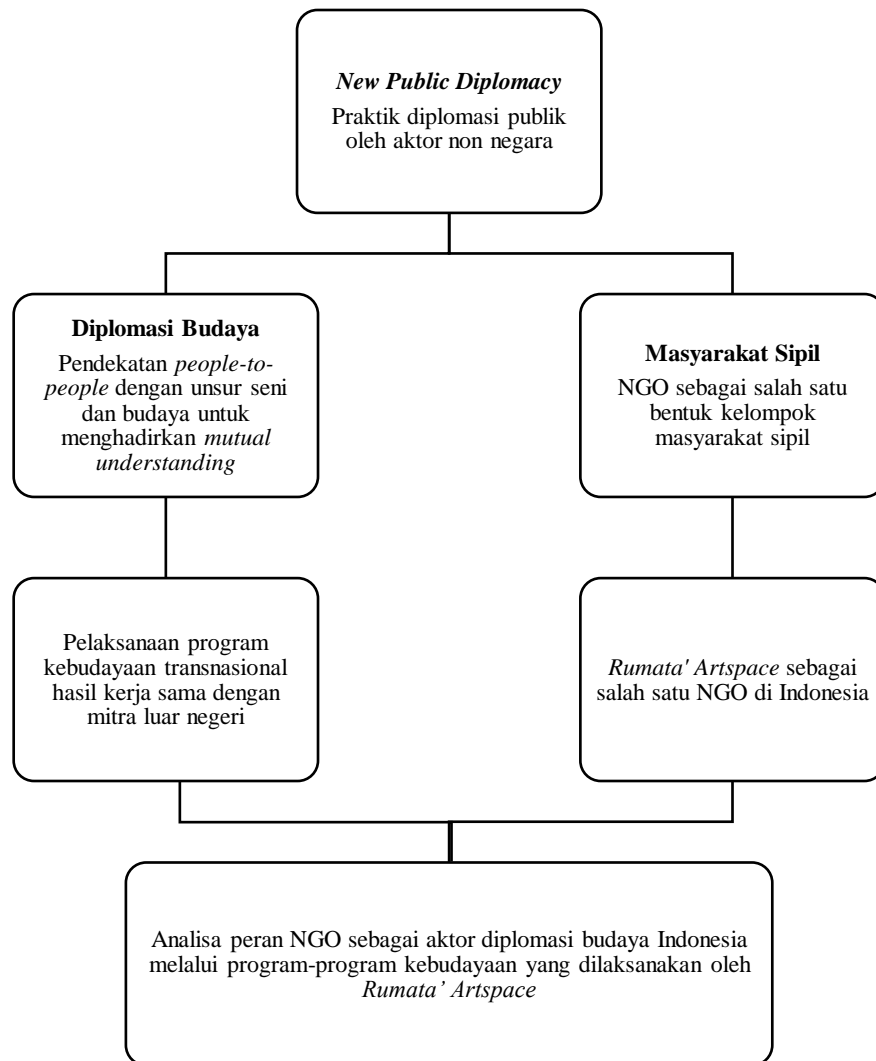 New Public Diplomacy
Praktik diplomasi publik
oleh aktor non negara
Diplomasi Budaya
Pendekatan people-to-
people dengan unsur seni
dan budaya untuk
menghadirkan mutual
understanding
Masyarakat Sipil
NGO sebagai salah satu
bentuk kelompok
masyarakat sipil
Pelaksanaan program
kebudayaan transnasional
hasil kerja sama dengan
mitra luar negeri
Rumata' Artspace sebagai
salah satu NGO di Indonesia
Analisa peran NGO sebagai aktor diplomasi budaya Indonesia
melalui program-program kebudayaan yang dilaksanakan oleh
Rumata’ Artspace